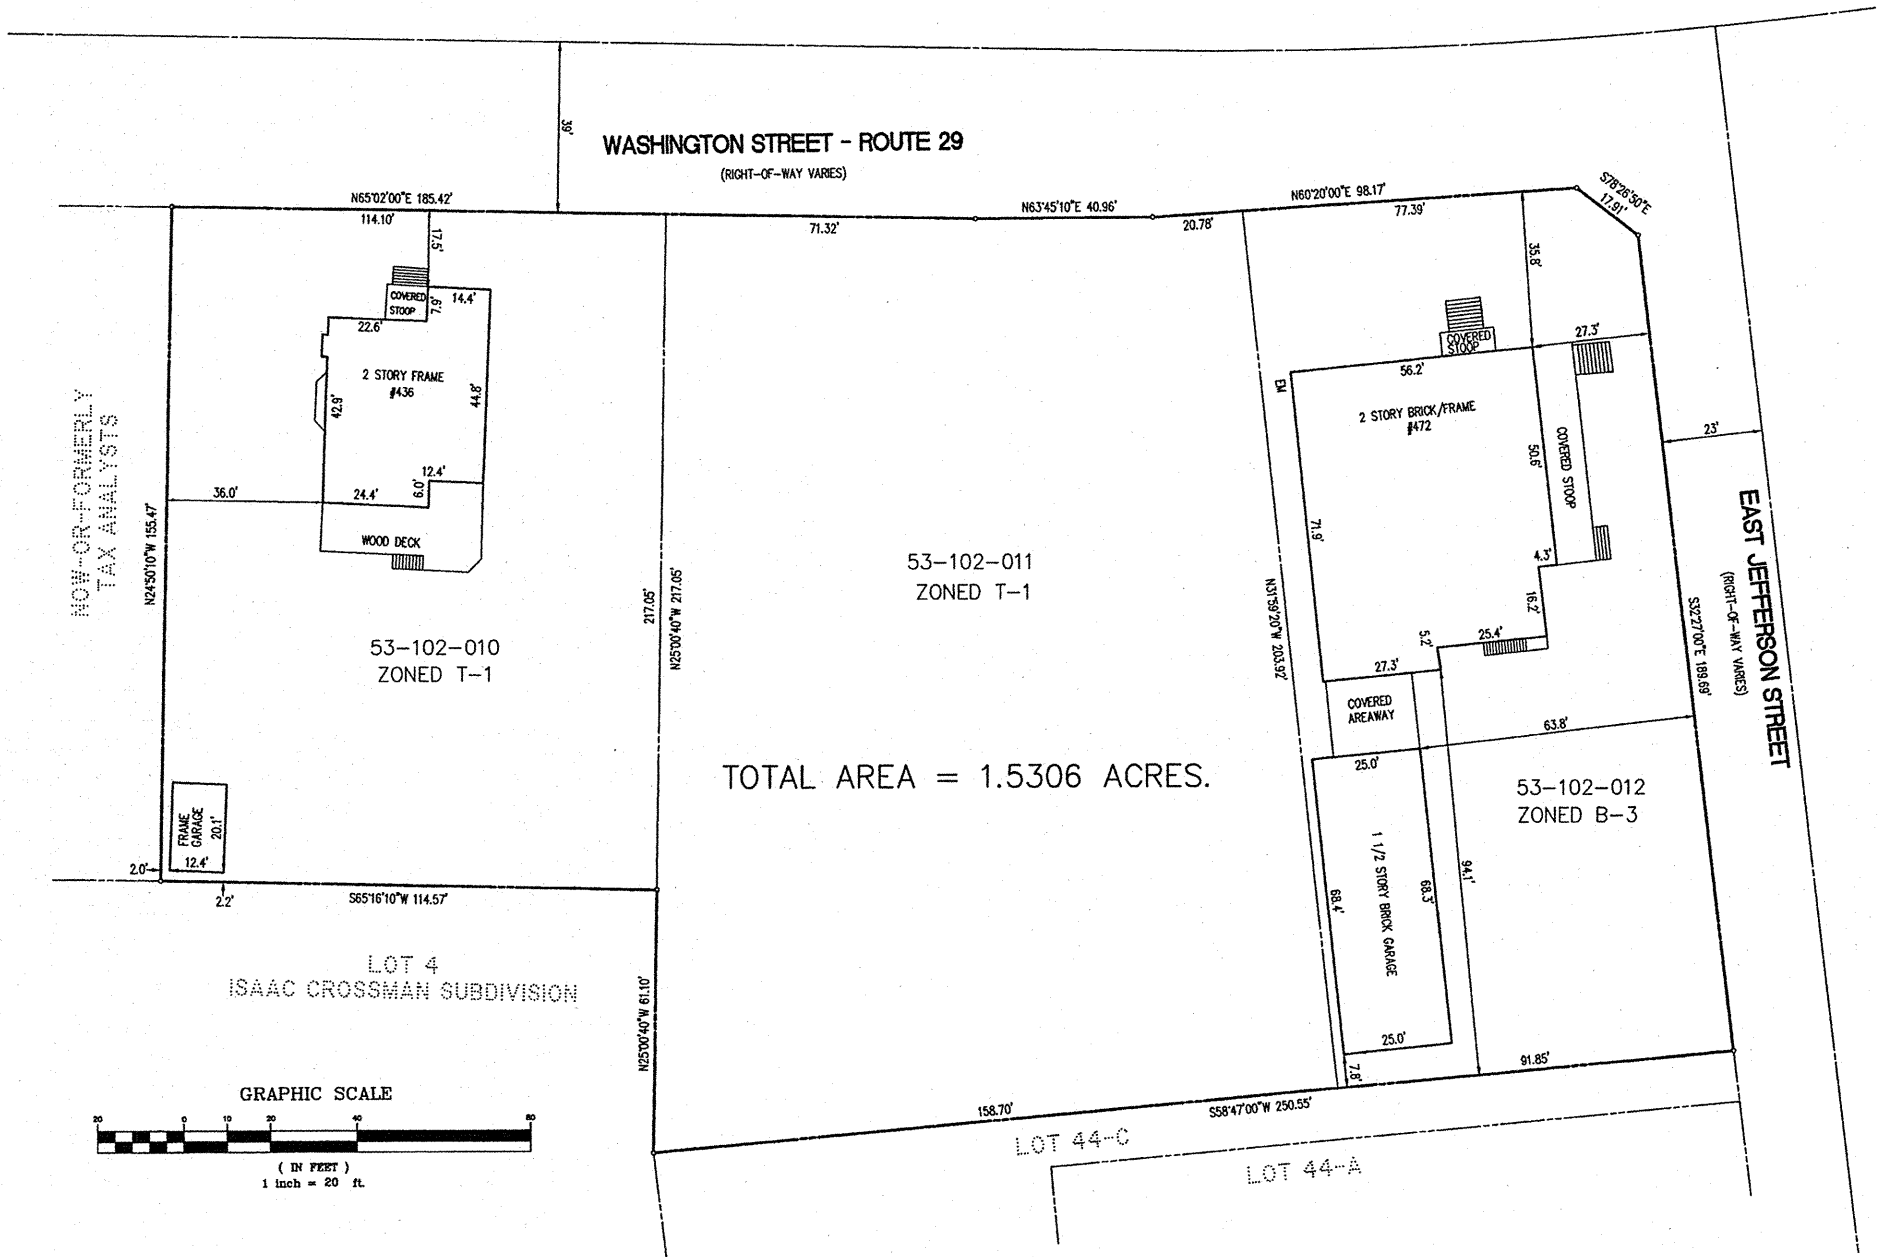 WASHINGTON STREET - ROUTE 29
(RIGHT-OF-WAY VARIES)
39'
N65°02'00"E 185.42'
114.10'
71.32'
N63°45'10"E 40.96'
20.78'
N60°20'00"E 98.17'
77.39'
S78°26'50"E
17.91'
17.5'
COVERED
STOOP
7.9'
14.4'
22.6'
2 STORY FRAME
#436
42.9'
44.8'
12.4'
6.0'
24.4'
36.0'
WOOD DECK
NOW-OR-FORMERLY
TAX ANALYSTS
N24°50'10"W 155.47'
53-102-010
ZONED T-1
217.05'
N25°00'40"W 217.05'
53-102-011
ZONED T-1
TOTAL AREA = 1.5306 ACRES.
35.8'
COVERED
STOOP
27.3'
56.2'
EM
2 STORY BRICK/FRAME
#472
50.6'
COVERED STOOP
71.9'
4.3'
16.2'
5.2'
25.4'
27.3'
N31°59'20"W 203.92'
COVERED
AREAWAY
23'
EAST JEFFERSON STREET
(RIGHT-OF-WAY VARIES)
S32°27'00"E 189.69'
63.8'
25.0'
53-102-012
ZONED B-3
1 1/2 STORY BRICK GARAGE
68.4'
68.3'
94.1'
25.0'
7.8'
91.85'
FRAME
GARAGE
20.1'
12.4'
2.0'
2.2'
S65°16'10"W 114.57'
LOT 4
ISAAC CROSSMAN SUBDIVISION
N25°00'40"W 61.10'
158.70'
S58°47'00"W 250.55'
LOT 44-C
LOT 44-A
GRAPHIC SCALE
20 0 10 20 40 80
( IN FEET )
1 inch = 20 ft.